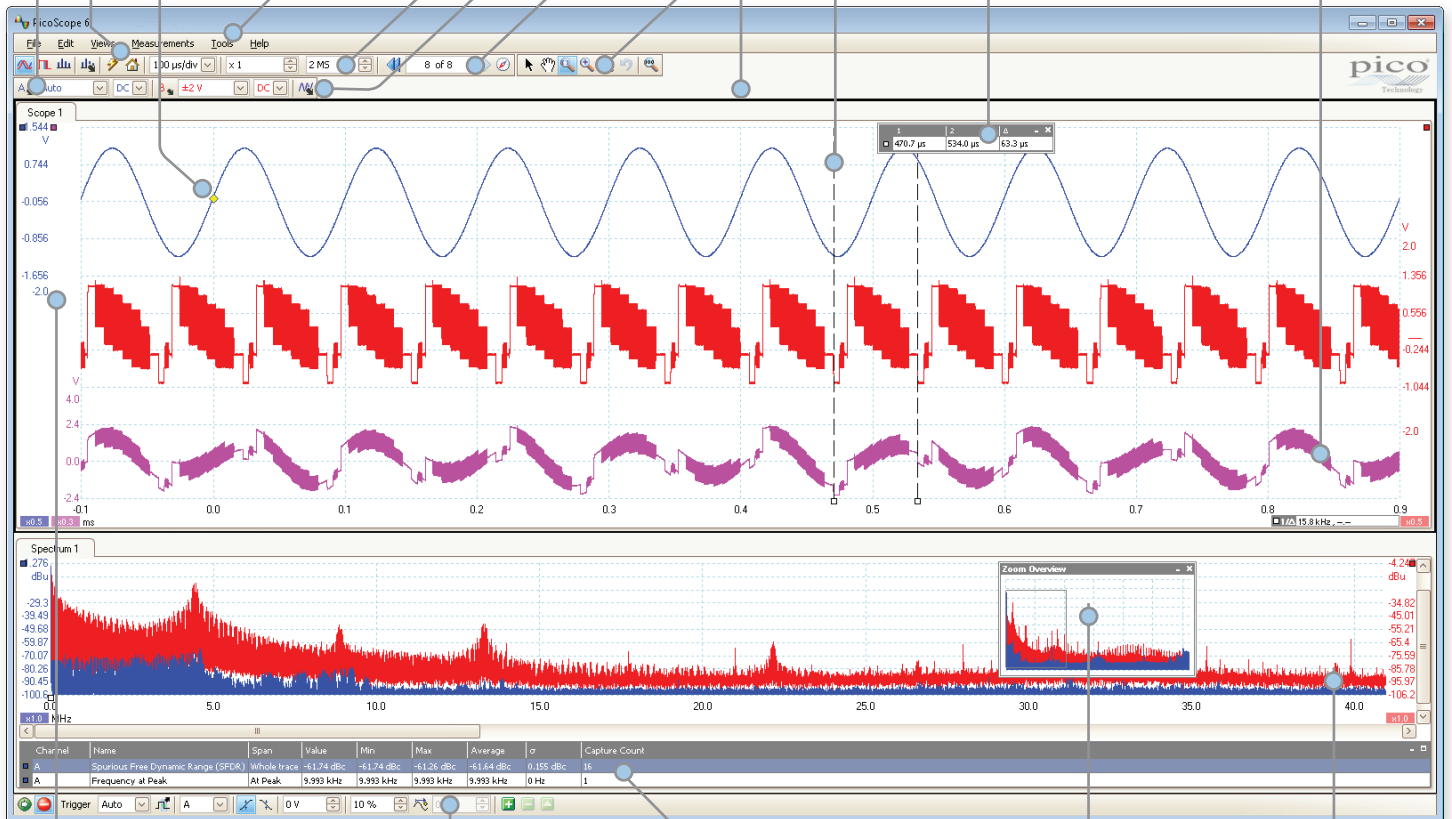 PicoScope 6
File Edit Views Measurements Tools Help
100 µs/div x 1 2 MS 8 of 8
pico
Technology
Auto DC ±2 V DC
Scope 1
1 2 Δ
470.7 µs 534.0 µs 63.3 µs
1.544
V
0.744
-0.056
-0.856
-1.656
-2.0
V
2.0
1.356
0.556
-0.244
-1.044
-2.0
V
4.0
2.4
0.0
-2.4
-0.1 0.0 0.1 0.2 0.3 0.4 0.5 0.6 0.7 0.8 0.9
x0.5 x0.3 ms 1/Δ 15.8 kHz , --.-- x0.5
Spectrum 1
1.276
dBu
-29.3
-39.49
-49.68
-59.87
-70.07
-80.26
-90.45
-100.6
Zoom Overview
dBu
-34.82
-45.01
-55.21
-65.4
-75.59
-85.78
-95.97
-106.2
0.0 5.0 10.0 15.0 20.0 25.0 30.0 35.0 40.0
x1.0 MHz x1.0
Channel Name Span Value Min Max Average σ Capture Count
A Spurious Free Dynamic Range (SFDR) Whole trace -61.74 dBc -61.74 dBc -61.26 dBc -61.64 dBc 0.155 dBc 16
A Frequency at Peak At Peak 9.993 kHz 9.993 kHz 9.993 kHz 9.993 kHz 0 Hz 1
Trigger Auto A 0 V 10 %